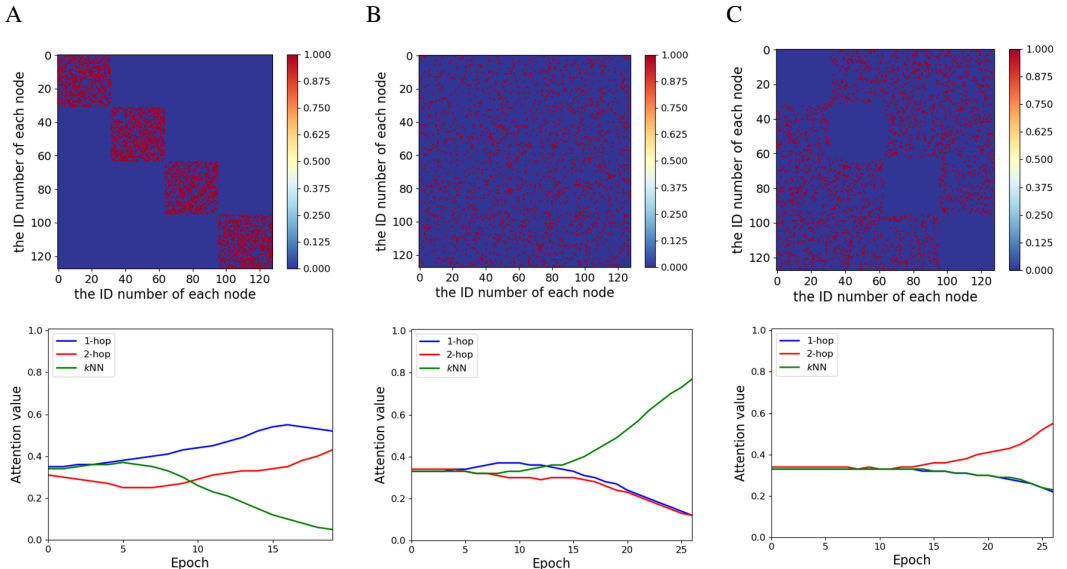 A
B
C
0
20
40
60
80
100
120
the ID number of each node
0 20 40 60 80 100 120
the ID number of each node
1.000
0.875
0.750
0.625
0.500
0.375
0.250
0.125
0.000
0
20
40
60
80
100
120
the ID number of each node
0 20 40 60 80 100 120
the ID number of each node
1.000
0.875
0.750
0.625
0.500
0.375
0.250
0.125
0.000
0
20
40
60
80
100
120
the ID number of each node
0 20 40 60 80 100 120
the ID number of each node
1.000
0.875
0.750
0.625
0.500
0.375
0.250
0.125
0.000
1.0
0.8
0.6
0.4
0.2
0.0
Attention value
1-hop
2-hop
kNN
0 5 10 15
Epoch
1.0
0.8
0.6
0.4
0.2
0.0
Attention value
1-hop
2-hop
kNN
0 5 10 15 20 25
Epoch
1.0
0.8
0.6
0.4
0.2
0.0
Attention value
1-hop
2-hop
kNN
0 5 10 15 20 25
Epoch